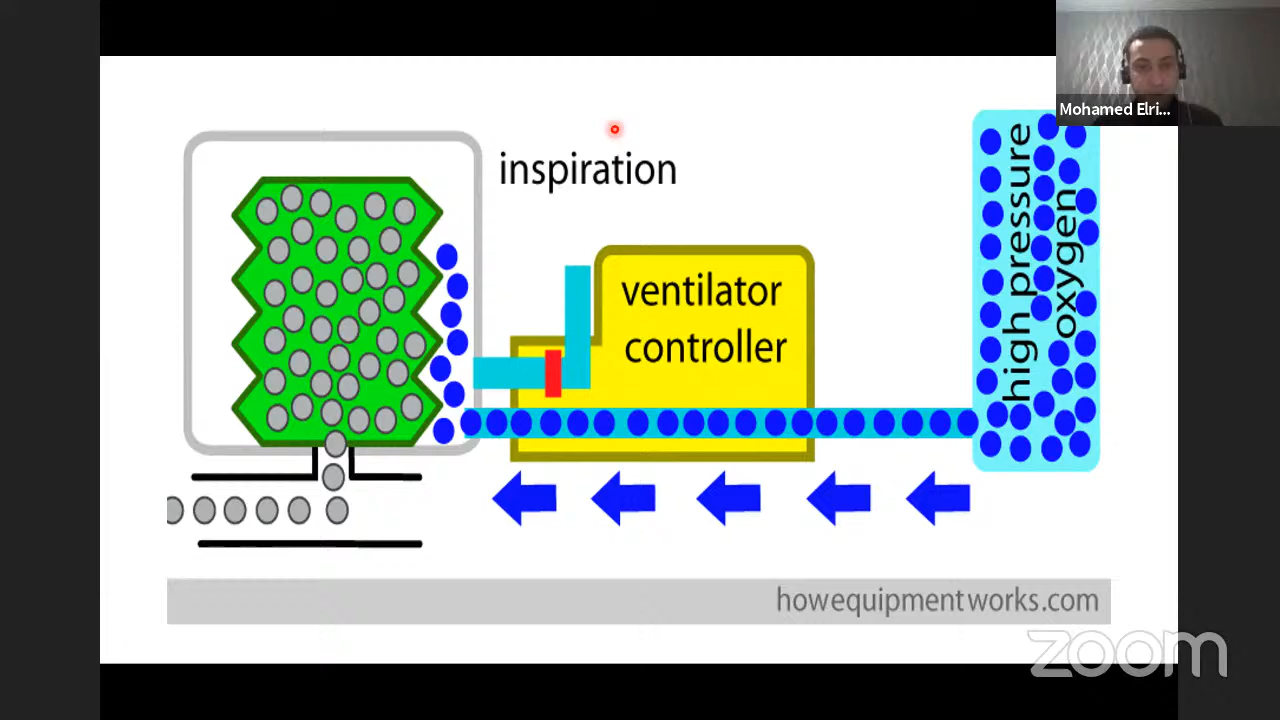 Mohamed Elri...
inspiration
high pressure
oxygen
ventilator
controller
howequipmentworks.com
zoom